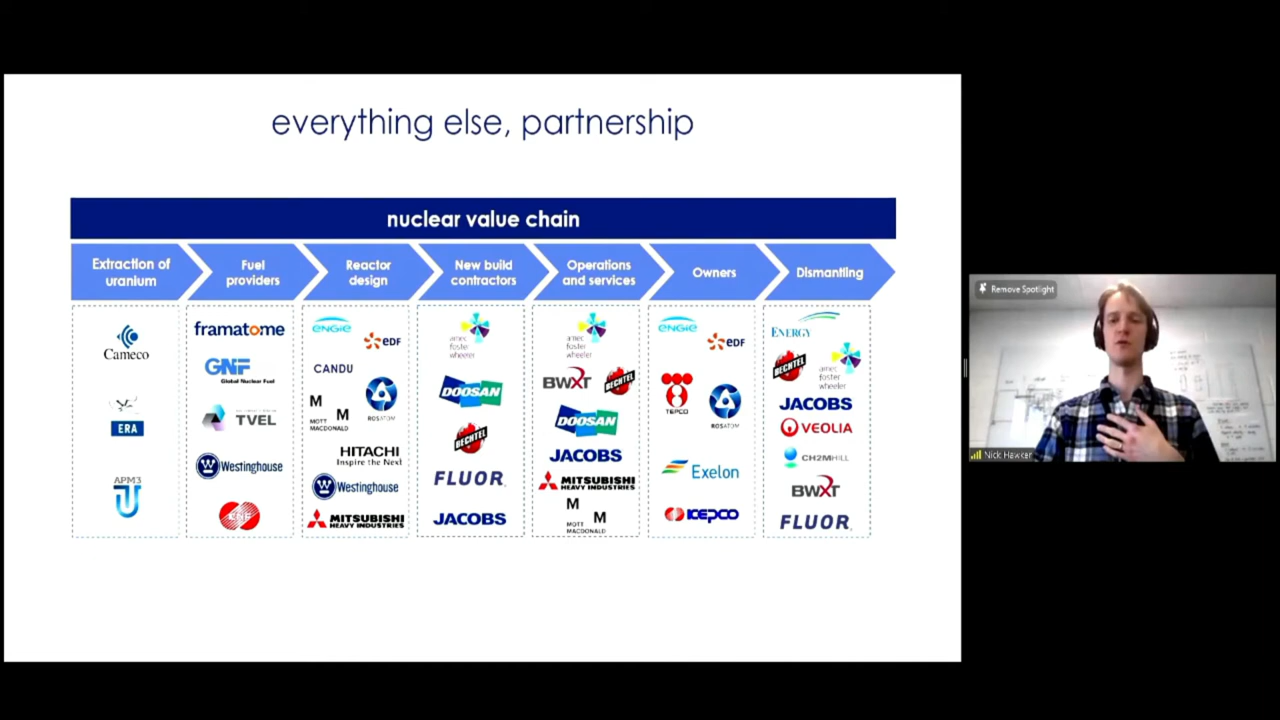 everything else, partnership
nuclear value chain
Extraction of
uranium
Fuel
providers
Reactor
design
New build
contractors
Operations
and services
Owners
Dismantling
Cameco
ERA
APM3
framatome
GNF
Global Nuclear Fuel
TVEL
Westinghouse
ENGIE
EDF
CANDU
M
M
MOTT
MACDONALD
ROSATOM
HITACHI
Inspire the Next
Westinghouse
MITSUBISHI
HEAVY INDUSTRIES
amec
foster
wheeler
DOOSAN
BECHTEL
FLUOR
JACOBS
amec
foster
wheeler
BWXT
BECHTEL
DOOSAN
JACOBS
MITSUBISHI
HEAVY INDUSTRIES
M
M
MOTT
MACDONALD
ENGIE
EDF
TEPCO
ROSATOM
Exelon
KEPCO
ENERGY
BECHTEL
amec
foster
wheeler
JACOBS
VEOLIA
CH2MHILL
BWXT
FLUOR
Remove Spotlight
Nick Hawker